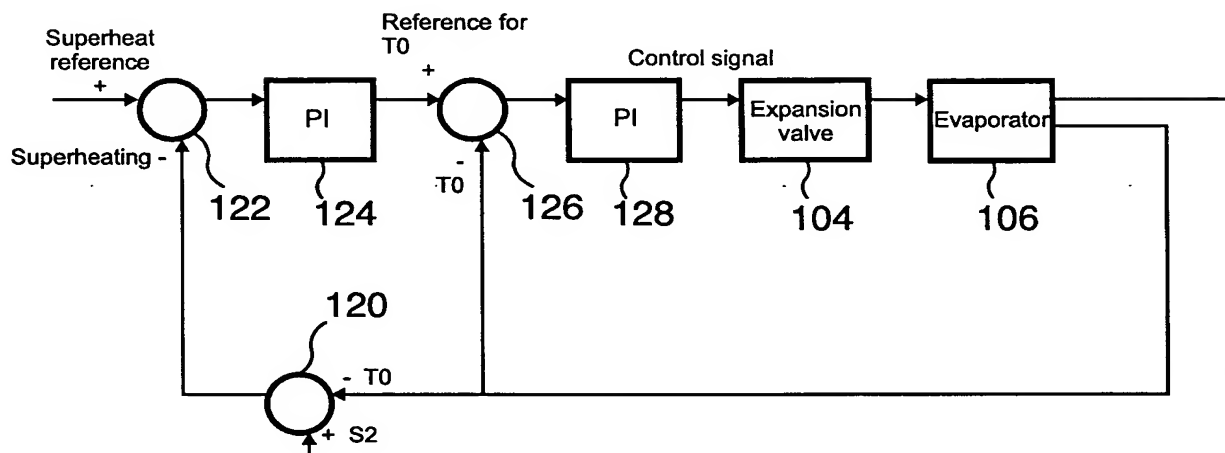 Superheat
reference
+
Reference for
T0
+
Control signal
PI
PI
Expansion
valve
Evaporator
Superheating -
-
T0
122
124
126
128
104
106
120
- T0
+ S2